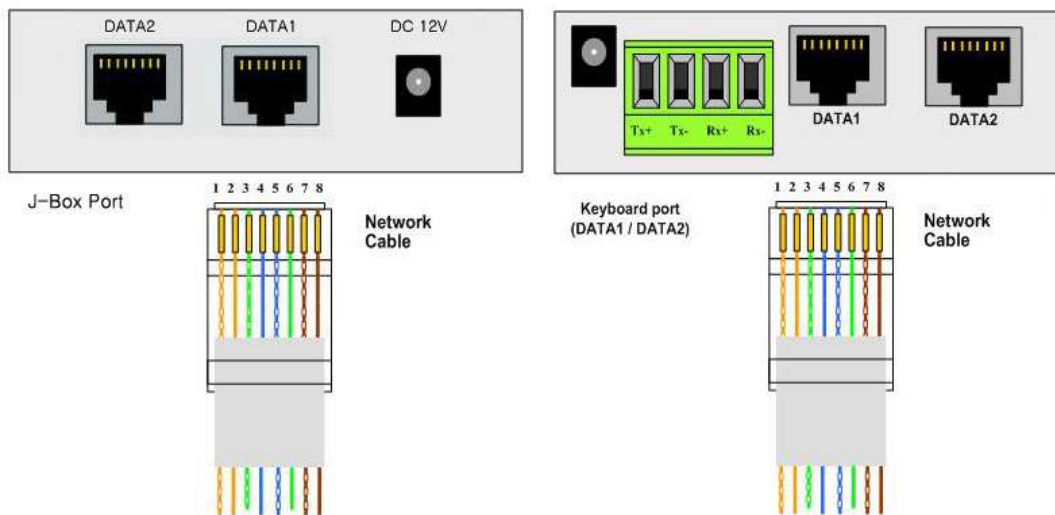 DATA2 DATA1 DC 12V
Tx+ Tx- Rx+ Rx-
DATA1 DATA2
J-Box Port
1 2 3 4 5 6 7 8
Network
Cable
Keyboard port
(DATA1 / DATA2)
1 2 3 4 5 6 7 8
Network
Cable